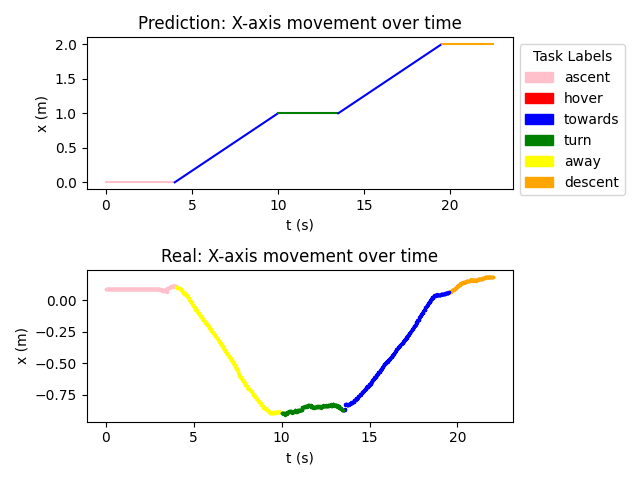 Prediction: X-axis movement over time
2.0
1.5
1.0
0.5
0.0
x (m)
0 5 10 15 20
t (s)
Task Labels
ascent
hover
towards
turn
away
descent
Real: X-axis movement over time
0.00
−0.25
−0.50
−0.75
x (m)
0 5 10 15 20
t (s)